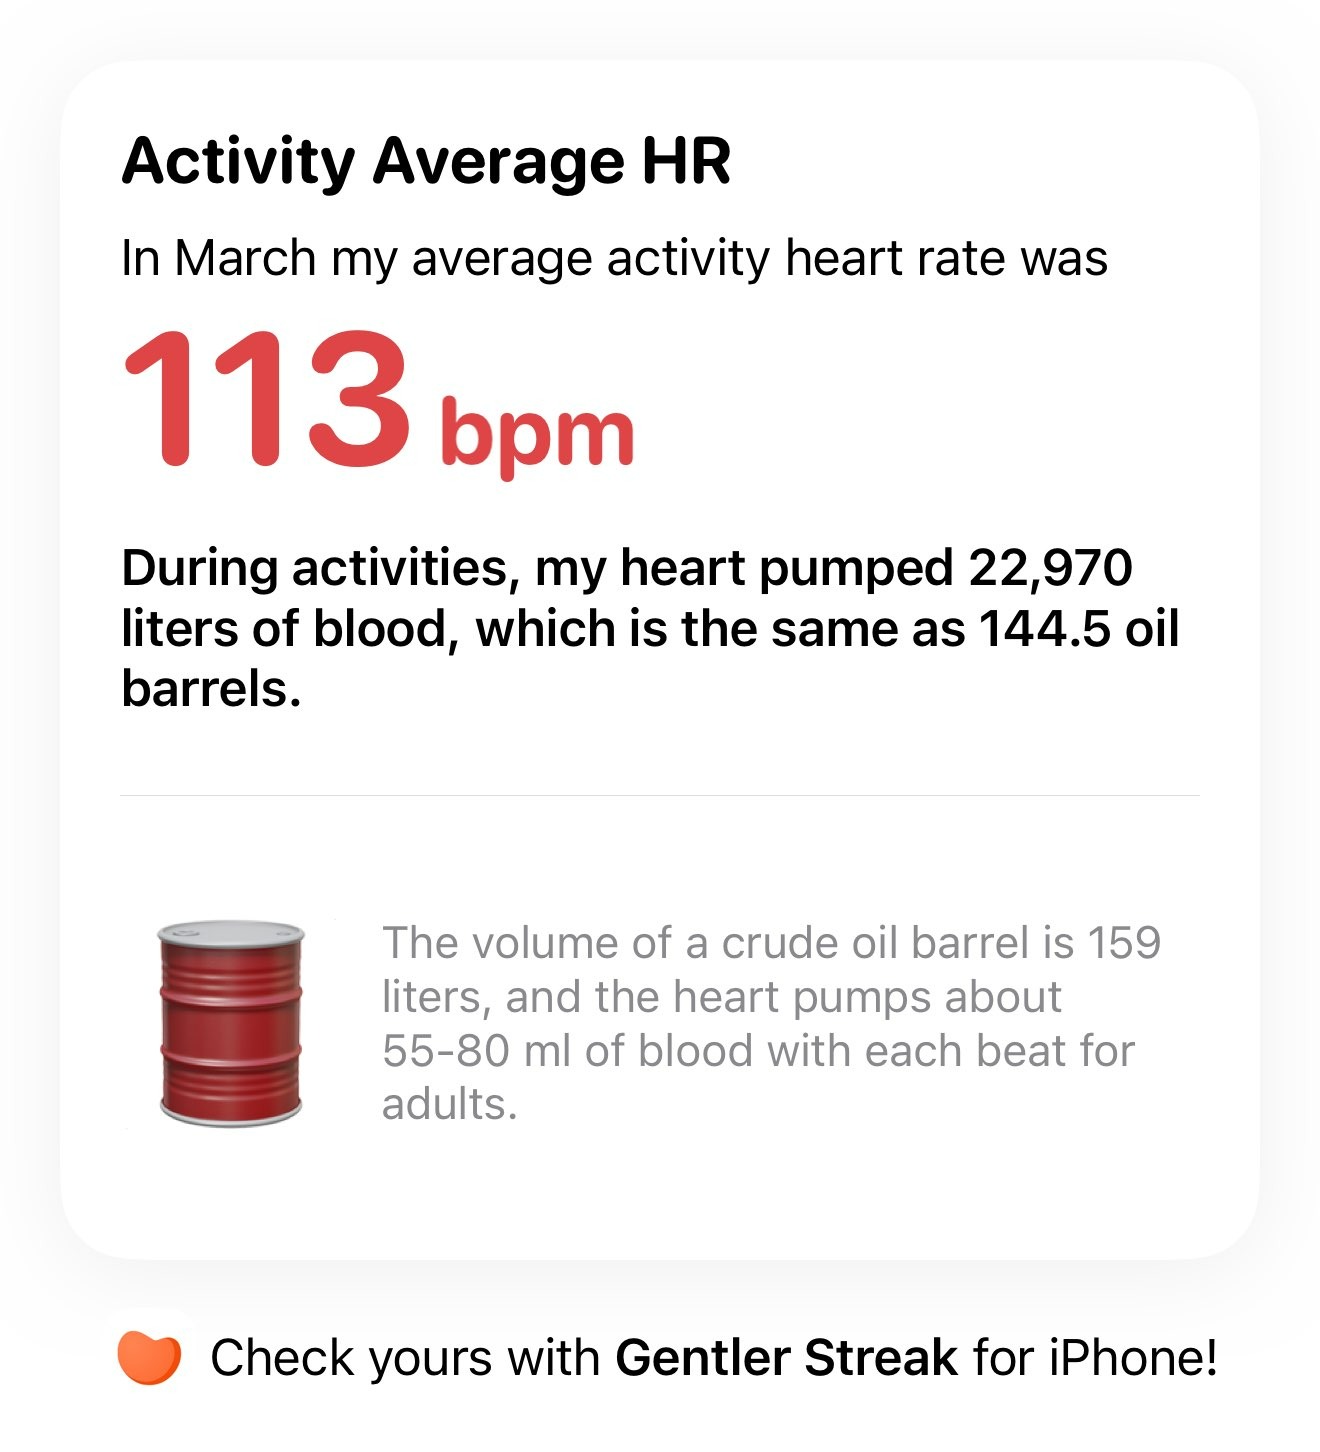 Activity Average HR
In March my average activity heart rate was
113 bpm
During activities, my heart pumped 22,970
liters of blood, which is the same as 144.5 oil
barrels.
The volume of a crude oil barrel is 159
liters, and the heart pumps about
55-80 ml of blood with each beat for
adults.
Check yours with Gentler Streak for iPhone!